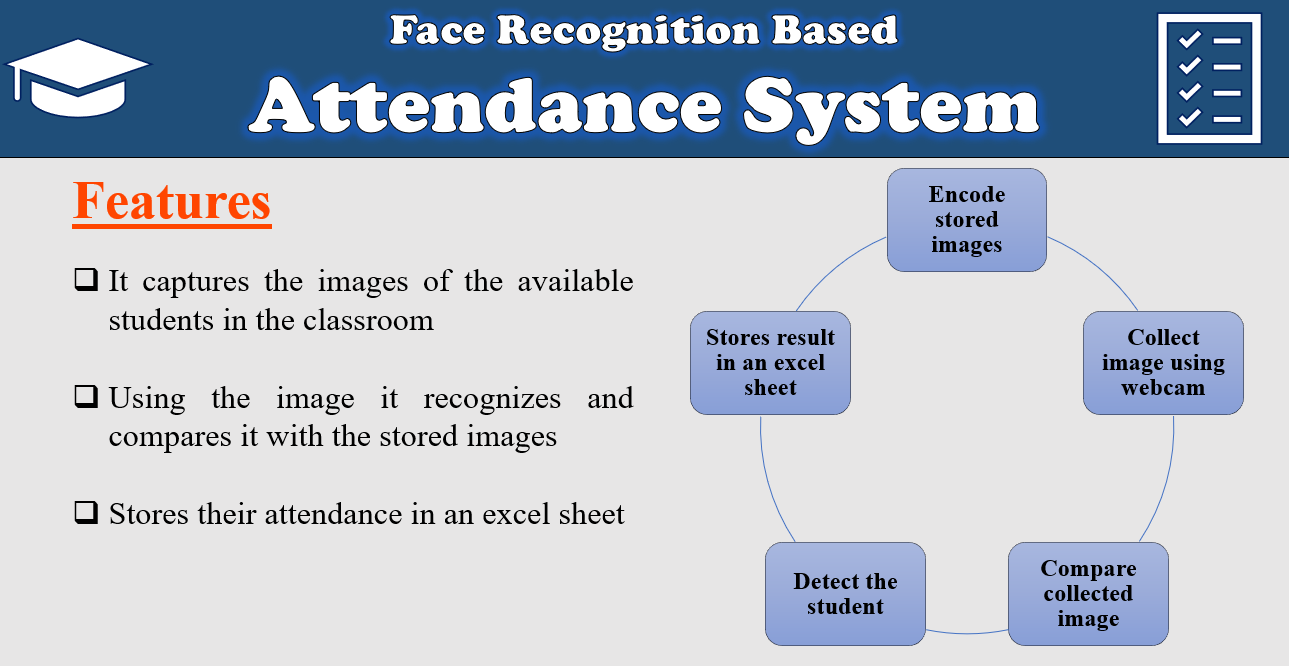 Face Recognition Based
Attendance System
Features
It captures the images of the available
students in the classroom
Using the image it recognizes and
compares it with the stored images
Stores their attendance in an excel sheet
Encode
stored
images
Collect
image using
webcam
Compare
collected
image
Detect the
student
Stores result
in an excel
sheet